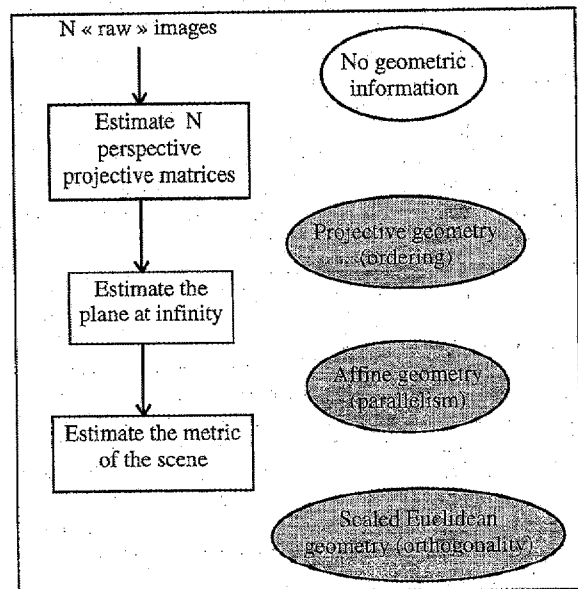 N « raw » images
No geometric
information
Estimate N
perspective
projective matrices
Projective geometry
(ordering)
Estimate the
plane at infinity
Affine geometry
(parallelism)
Estimate the metric
of the scene
Scaled Euclidean
geometry (orthogonality)